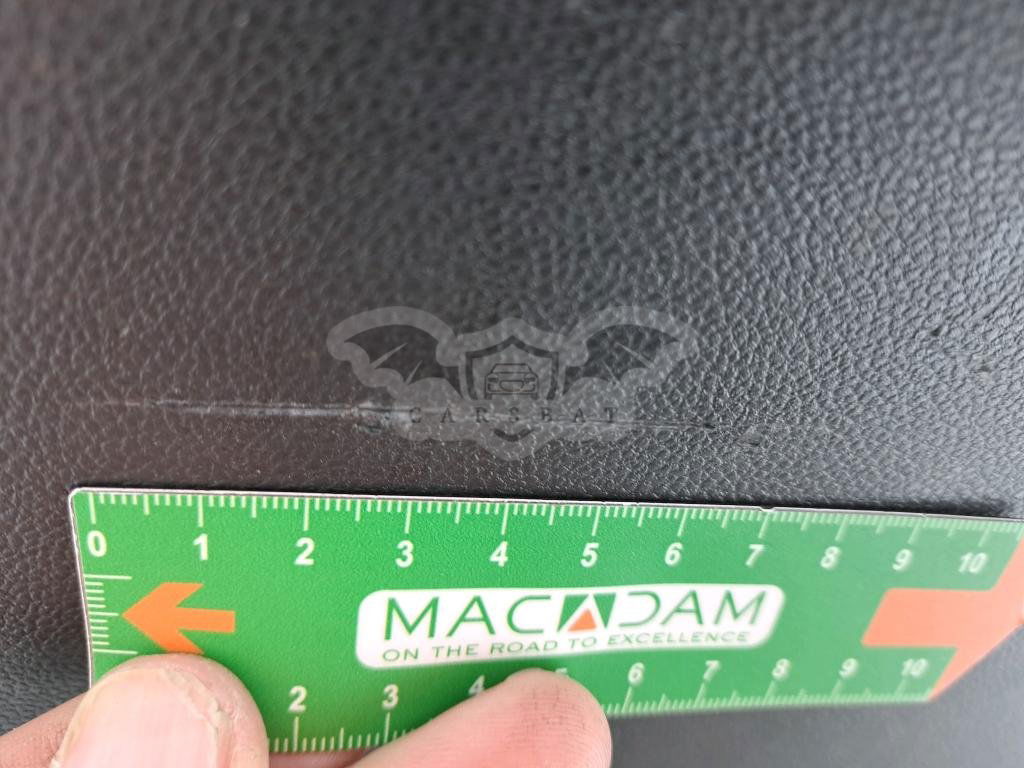 CARSBAT
0 1 2 3 4 5 6 7 8 9 10
MACADAM
ON THE ROAD TO EXCELLENCE
2 3 4 5 6 7 8 9 10